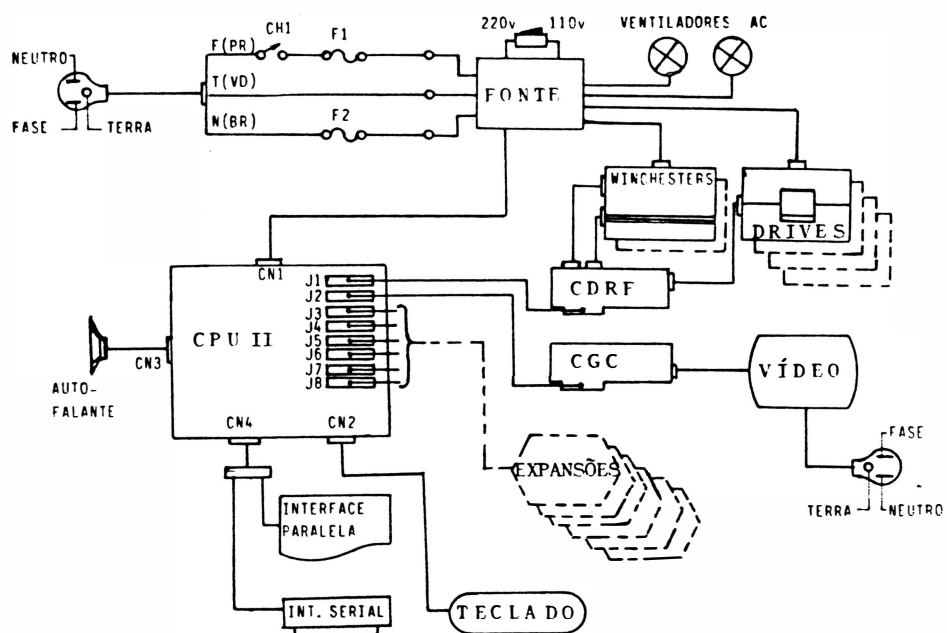 220v 110v
VENTILADORES AC
F(PR)
CH1
F1
NEUTRO
T(VD)
FONTE
FASE
TERRA
N(BR)
F2
WINCHESTERS
DRIVES
CN1
J1
J2
J3
J4
J5
J6
J7
J8
CDRF
CPU II
CN3
CGC
VÍDEO
AUTO-
FALANTE
CN4
CN2
FASE
EXPANSÕES
TERRA
NEUTRO
INTERFACE
PARALELA
INT. SERIAL
TECLADO